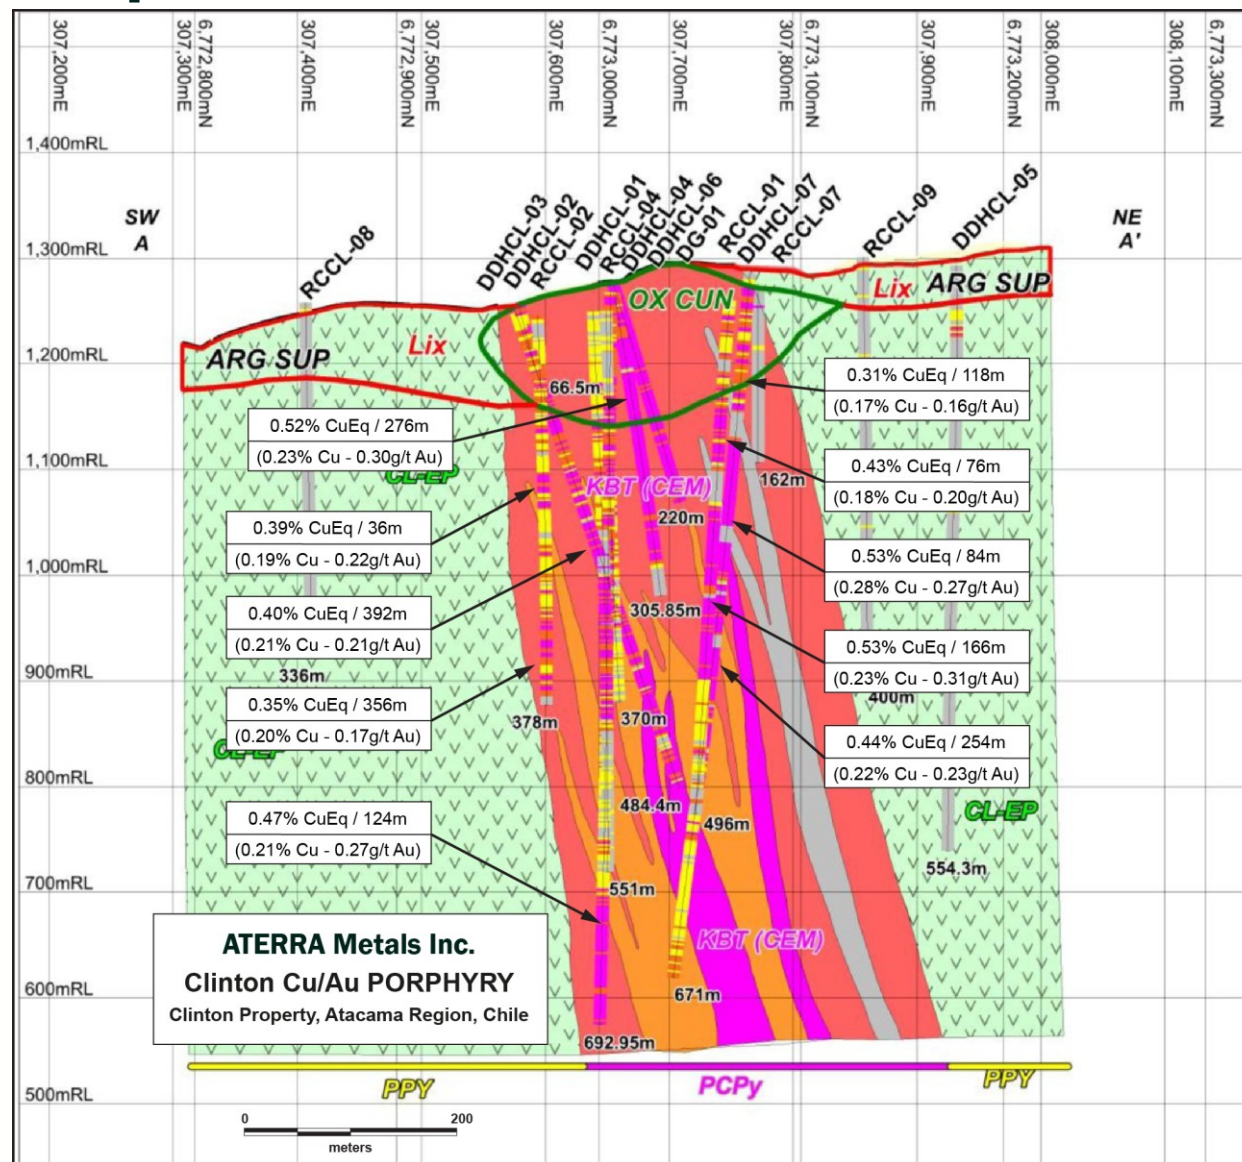 307,200mE
307,300mE
6,772,800mN
307,400mE
6,772,900mN
307,500mE
307,600mE
6,773,000mN
307,700mE
307,800mE
6,773,100mN
307,900mE
6,773,200mN
308,000mE
308,100mE
6,773,300mN
1,400mRL
1,300mRL
1,200mRL
1,100mRL
1,000mRL
900mRL
800mRL
700mRL
600mRL
500mRL
SW
A
NE
A'
RCCL-08
DDHCL-03
DDHCL-02
RCCL-02
DDHCL-01
RCCL-04
DDHCL-04
DDHCL-06
DG-01
RCCL-01
DDHCL-07
RCCL-07
RCCL-09
DDHCL-05
OX CUN
Lix
ARG SUP
ARG SUP
Lix
66.5m
0.52% CuEq / 276m
(0.23% Cu - 0.30g/t Au)
CL-EP
0.39% CuEq / 36m
(0.19% Cu - 0.22g/t Au)
0.40% CuEq / 392m
(0.21% Cu - 0.21g/t Au)
336m
0.35% CuEq / 356m
(0.20% Cu - 0.17g/t Au)
CL-EP
0.47% CuEq / 124m
(0.21% Cu - 0.27g/t Au)
0.31% CuEq / 118m
(0.17% Cu - 0.16g/t Au)
0.43% CuEq / 76m
(0.18% Cu - 0.20g/t Au)
0.53% CuEq / 84m
(0.28% Cu - 0.27g/t Au)
0.53% CuEq / 166m
(0.23% Cu - 0.31g/t Au)
400m
0.44% CuEq / 254m
(0.22% Cu - 0.23g/t Au)
CL-EP
KBT (CEM)
162m
220m
305.85m
378m
370m
484.4m
496m
551m
554.3m
KBT (CEM)
671m
692.95m
ATERRA Metals Inc.
Clinton Cu/Au PORPHYRY
Clinton Property, Atacama Region, Chile
PPY
PCPy
PPY
0
200
meters